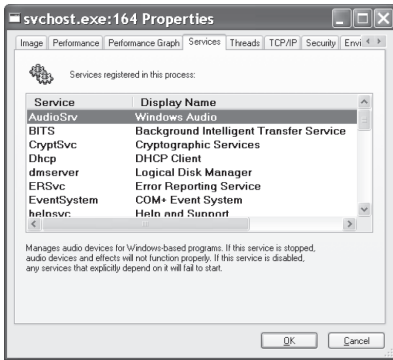 svchost.exe:164 Properties
Image Performance Performance Graph Services Threads TCP/IP Security Envi
Services registered in this process:
Service Display Name
AudioSrv Windows Audio
BITS Background Intelligent Transfer Service
CryptSvc Cryptographic Services
Dhcp DHCP Client
dmserver Logical Disk Manager
ERSvc Error Reporting Service
EventSystem COM+ Event System
helpsvc Help and Support
Manages audio devices for Windows-based programs. If this service is stopped,
audio devices and effects will not function properly. If this service is disabled,
any services that explicitly depend on it will fail to start.
OK Cancel